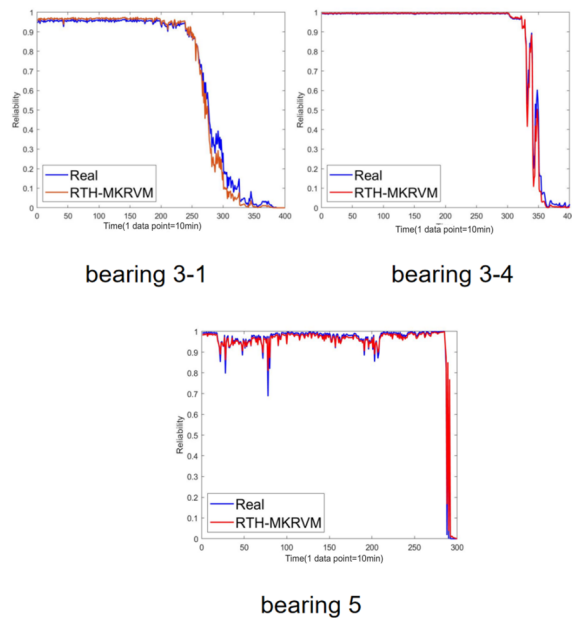 1
0.9
0.8
0.7
0.6
0.5
0.4
0.3
0.2
0.1
0
Reliability
Real
RTH-MKRVM
0 50 100 150 200 250 300 350 400
Time(1 data point=10min)
bearing 3-1
1
0.9
0.8
0.7
0.6
0.5
0.4
0.3
0.2
0.1
0
Reliability
Real
RTH-MKRVM
0 50 100 150 200 250 300 350 400
Time(1 data point=10min)
bearing 3-4
1
0.9
0.8
0.7
0.6
0.5
0.4
0.3
0.2
0.1
0
Reliability
Real
RTH-MKRVM
0 50 100 150 200 250 300
Time(1 data point=10min)
bearing 5